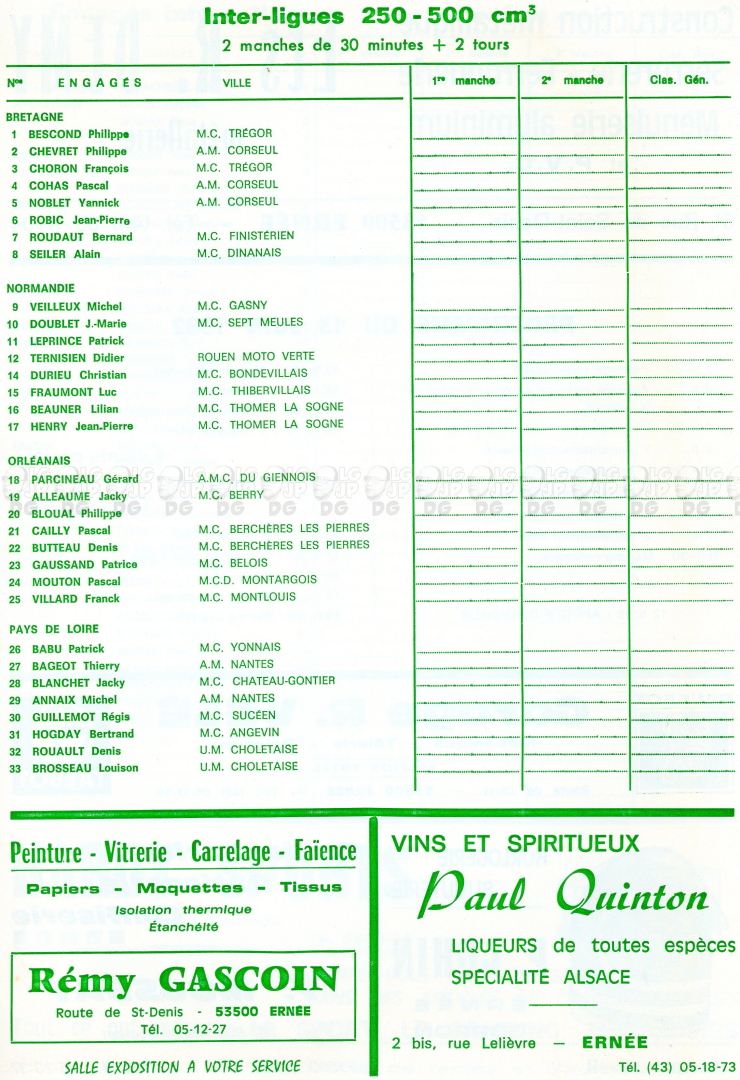 Inter-ligues 250-500 cm³
2 manches de 30 minutes + 2 tours
Nos ENGAGÉS VILLE 1re manche 2e manche Clas. Gén.
BRETAGNE
1 BESCOND Philippe M.C. TRÉGOR
2 CHEVRET Philippe A.M. CORSEUL
3 CHORON François M.C. TRÉGOR
4 COHAS Pascal A.M. CORSEUL
5 NOBLET Yannick A.M. CORSEUL
6 ROBIC Jean-Pierre
7 ROUDAUT Bernard M.C. FINISTÉRIEN
8 SEILER Alain M.C. DINANAIS
NORMANDIE
9 VEILLEUX Michel M.C. GASNY
10 DOUBLET J.-Marie M.C. SEPT MEULES
11 LEPRINCE Patrick
12 TERNISIEN Didier ROUEN MOTO VERTE
14 DURIEU Christian M.C. BONDEVILLAIS
15 FRAUMONT Luc M.C. THIBERVILLAIS
16 BEAUNER Lilian M.C. THOMER LA SOGNE
17 HENRY Jean-Pierre M.C. THOMER LA SOGNE
ORLÉANAIS
18 PARCINEAU Gérard A.M.C. DU GIENNOIS
19 ALLÉAUME Jacky M.C. BERRY
20 BLOUAL Philippe
21 CAILLY Pascal M.C. BERCHÈRES LES PIERRES
22 BUTTEAU Denis M.C. BERCHÈRES LES PIERRES
23 GAUSSAND Patrice M.C. BELOIS
24 MOUTON Pascal M.C.D. MONTARGOIS
25 VILLARD Franck M.C. MONTLOUIS
PAYS DE LOIRE
26 BABU Patrick M.C. YONNAIS
27 BAGEOT Thierry A.M. NANTES
28 BLANCHET Jacky M.C. CHATEAU-GONTIER
29 ANNAIX Michel A.M. NANTES
30 GUILLEMOT Régis M.C. SUCÉEN
31 HOGDAY Bertrand M.C. ANGEVIN
32 ROUAULT Denis U.M. CHOLETAISE
33 BROSSEAU Louison U.M. CHOLETAISE
Peinture - Vitrerie - Carrelage - Faïence
Papiers - Moquettes - Tissus
Isolation thermique
Étanchéité
Rémy GASCOIN
Route de St-Denis - 53500 ERNÉE
Tél. 05-12-27
SALLE EXPOSITION A VOTRE SERVICE
VINS ET SPIRITUEUX
Paul Quinton
LIQUEURS de toutes espèces
SPÉCIALITÉ ALSACE
2 bis, rue Lelièvre — ERNÉE
Tél. (43) 05-18-73